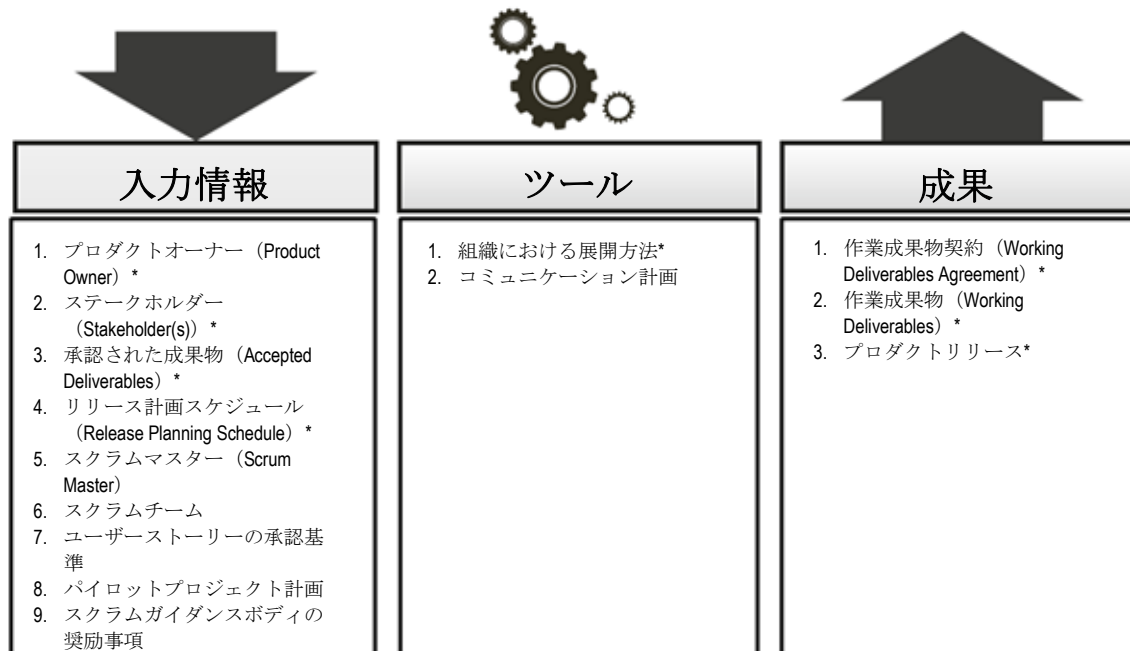 入力情報
1. プロダクトオーナー（Product
Owner）*
2. ステークホルダー
（Stakeholder(s)）*
3. 承認された成果物（Accepted
Deliverables）*
4. リリース計画スケジュール
（Release Planning Schedule）*
5. スクラムマスター（Scrum
Master）
6. スクラムチーム
7. ユーザーストーリーの承認基
準
8. パイロットプロジェクト計画
9. スクラムガイダンスボディの
奨励事項
ツール
1. 組織における展開方法*
2. コミュニケーション計画
成果
1. 作業成果物契約（Working
Deliverables Agreement）*
2. 作業成果物（Working
Deliverables）*
3. プロダクトリリース*